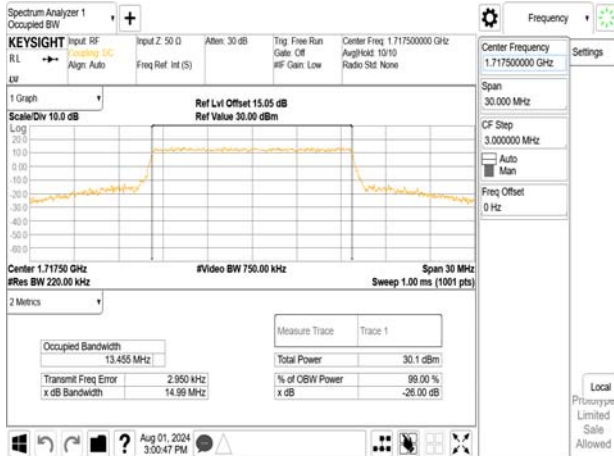 Spectrum Analyzer 1
Occupied BW
Frequency
KEYSIGHT
RL
Input: RF
Coupling: DC
Align: Auto
Input Z: 50 Ω
Freq Ref: Int (S)
Atten: 30 dB
Trig: Free Run
Gate: Off
#IF Gain: Low
Center Freq: 1.717500000 GHz
Avg|Hold: 10/10
Radio Std: None
LW
1 Graph
Scale/Div 10.0 dB
Ref Lvl Offset 15.05 dB
Ref Value 30.00 dBm
Log
20.0
10.0
0.00
-10.0
-20.0
-30.0
-40.0
-50.0
-60.0
Center 1.71750 GHz
#Res BW 220.00 kHz
#Video BW 750.00 kHz
Span 30 MHz
Sweep 1.00 ms (1001 pts)
2 Metrics
Measure Trace
Trace 1
Occupied Bandwidth
13.455 MHz
Total Power
30.1 dBm
Transmit Freq Error
2.950 kHz
% of OBW Power
99.00 %
x dB Bandwidth
14.99 MHz
x dB
-26.00 dB
Aug 01, 2024
3:00:47 PM
Center Frequency
1.717500000 GHz
Settings
Span
30.000 MHz
CF Step
3.000000 MHz
Auto
Man
Freq Offset
0 Hz
Local
Prototype
Limited
Sale
Allowed